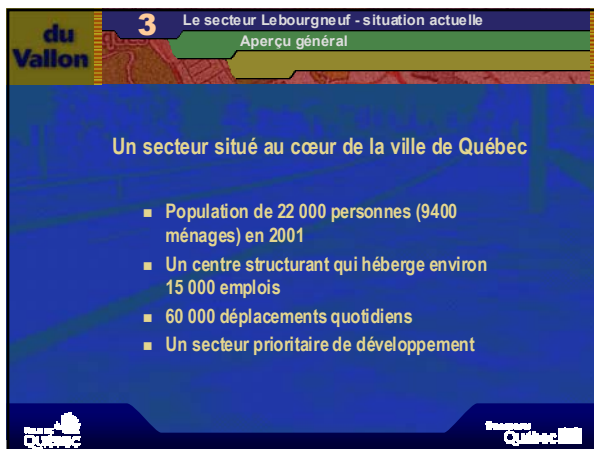 du
Vallon
3
Le secteur Lebourgneuf - situation actuelle
Aperçu général
Un secteur situé au cœur de la ville de Québec
Population de 22 000 personnes (9400
ménages) en 2001
Un centre structurant qui héberge environ
15 000 emplois
60 000 déplacements quotidiens
Un secteur prioritaire de développement
QUÉBEC
Transports
Québec